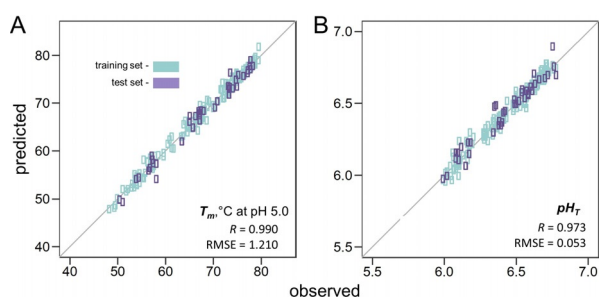 A
B
predicted
80
70
60
50
40
40
50
60
70
80
training set -
test set -
Tm,°C at pH 5.0
R = 0.990
RMSE = 1.210
7.0
6.5
6.0
5.5
5.5
6.0
6.5
7.0
pHT
R = 0.973
RMSE = 0.053
observed